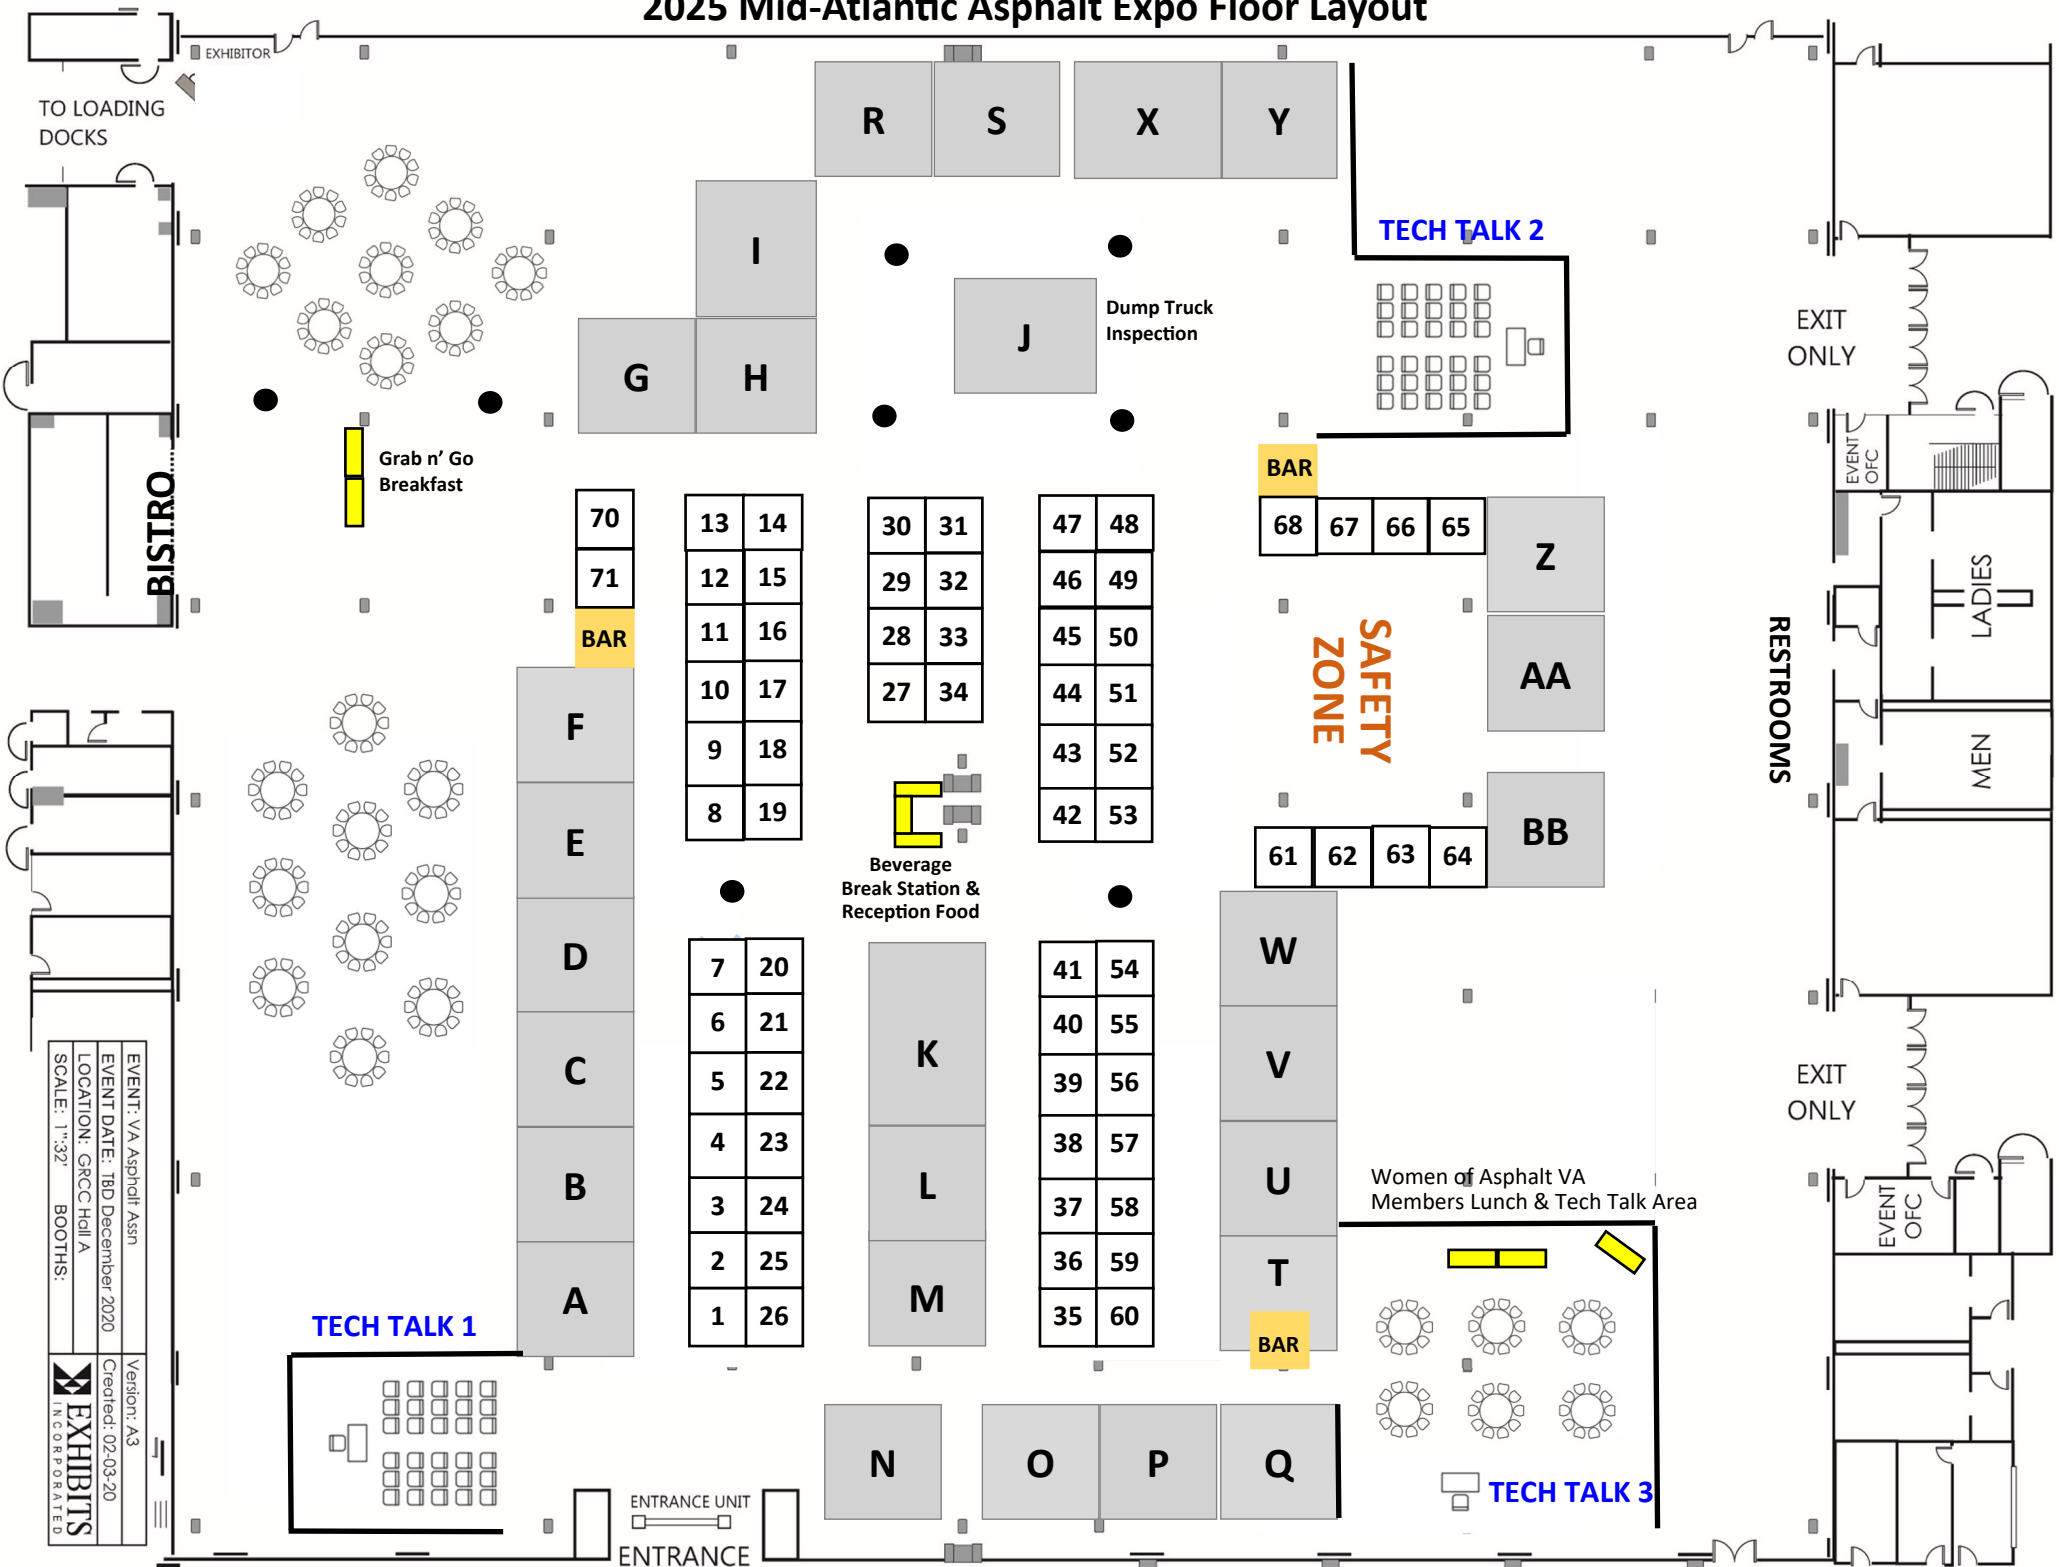 2025 Mid-Atlantic Asphalt Expo Floor Layout
EXHIBITOR
TO LOADING
DOCKS
R
S
X
Y
TECH TALK 2
I
Dump Truck
Inspection
J
G
H
EXIT
ONLY
EVENT
OFC
BISTRO
Grab n' Go
Breakfast
BAR
70
13
14
30
31
47
48
68
67
66
65
Z
71
12
15
29
32
46
49
BAR
11
16
28
33
45
50
SAFETY
ZONE
AA
RESTROOMS
LADIES
MEN
10
17
27
34
44
51
F
9
18
43
52
E
8
19
42
53
BB
61
62
63
64
Beverage
Break Station &
Reception Food
W
D
7
20
41
54
6
21
40
55
K
V
C
5
22
39
56
EXIT
ONLY
4
23
38
57
B
L
U
Women of Asphalt VA
Members Lunch & Tech Talk Area
EVENT
OFC
3
24
37
58
2
25
36
59
T
A
M
1
26
35
60
BAR
TECH TALK 1
N
O
P
Q
TECH TALK 3
ENTRANCE UNIT
ENTRANCE
EVENT: VA Asphalt Assn
EVENT DATE: TBD December 2020
LOCATION: GRCC Hall A
SCALE: 1":32' BOOTHS:
Version: A3
Created: 02-03-20
EXHIBITS
INCORPORATED